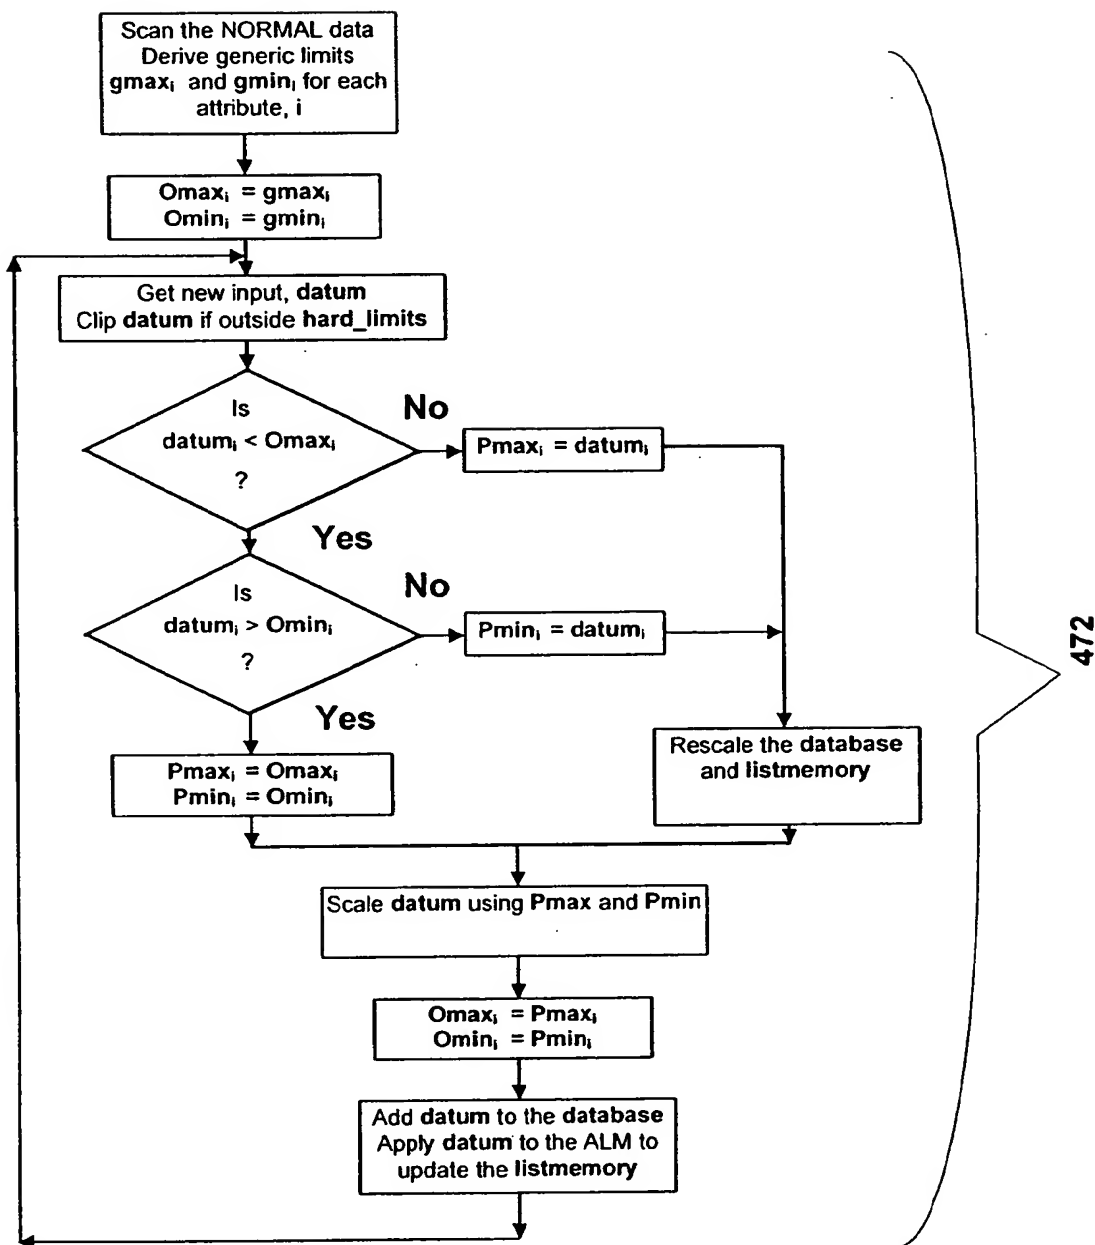 Scan the NORMAL data
Derive generic limits
gmaxᵢ and gminᵢ for each
attribute, i
Omaxᵢ = gmaxᵢ
Ominᵢ = gminᵢ
Get new input, datum
Clip datum if outside hard_limits
Is
datumᵢ < Omaxᵢ
?
No
Pmaxᵢ = datumᵢ
Yes
Is
datumᵢ > Ominᵢ
?
No
Pminᵢ = datumᵢ
Yes
Pmaxᵢ = Omaxᵢ
Pminᵢ = Ominᵢ
Rescale the database
and listmemory
Scale datum using Pmax and Pmin
Omaxᵢ = Pmaxᵢ
Ominᵢ = Pminᵢ
Add datum to the database
Apply datum to the ALM to
update the listmemory
472